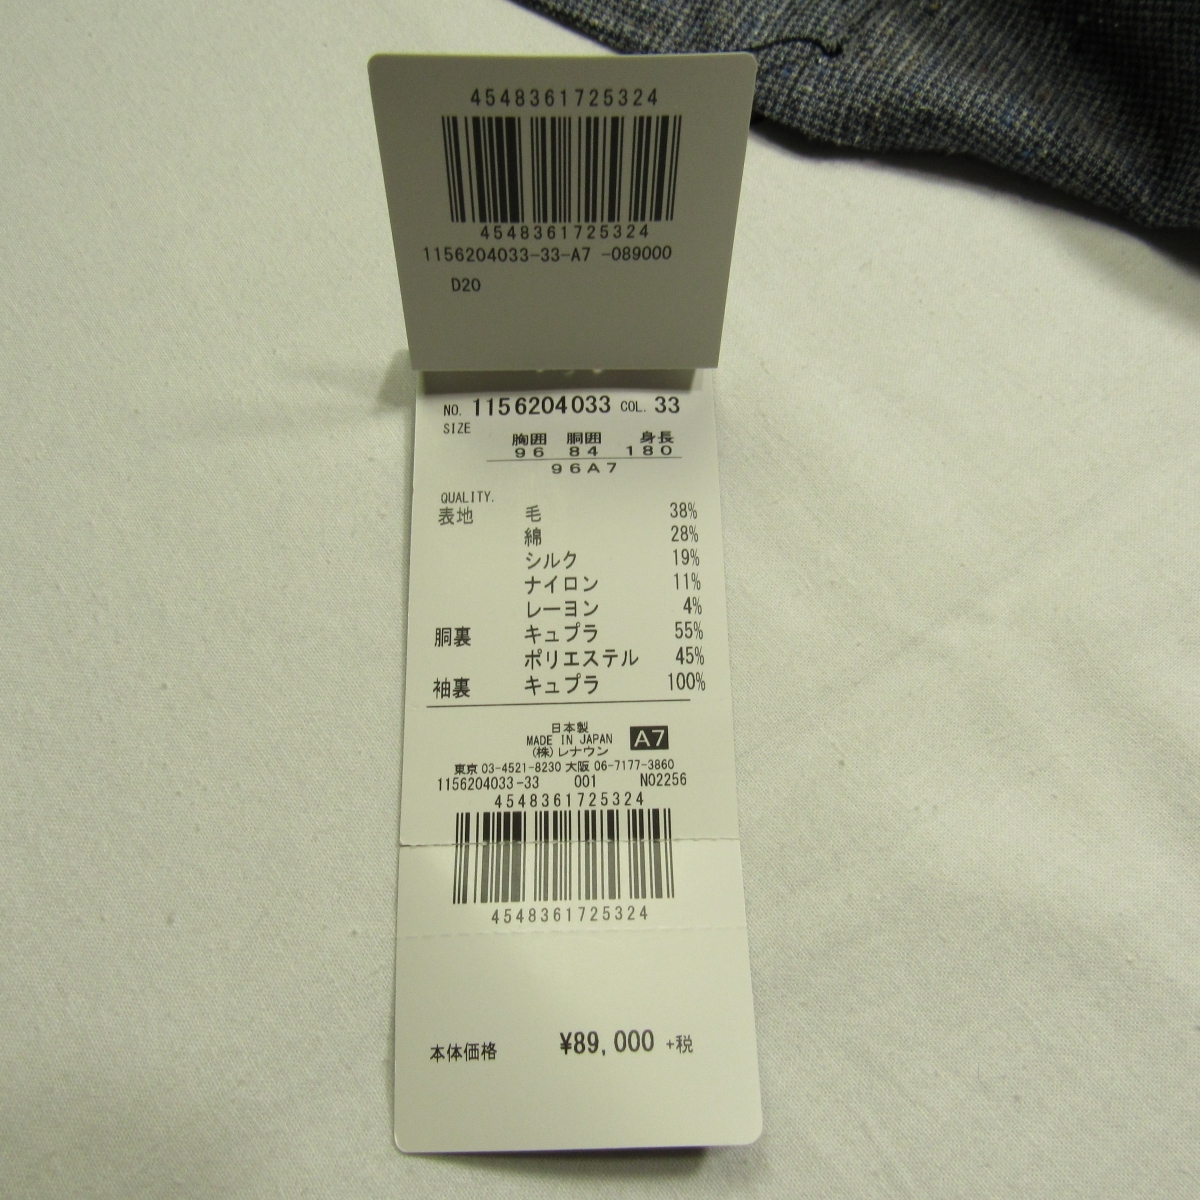 4548361725324
4548361725324
1156204033-33-A7 -089000
D20
NO. 1156204033 COL. 33
SIZE
胸囲 胴囲 身長
96 84 180
96A7
QUALITY.
表地 毛 38%
綿 28%
シルク 19%
ナイロン 11%
レーヨン 4%
胴裏 キュプラ 55%
ポリエステル 45%
袖裏 キュプラ 100%
日本製
MADE IN JAPAN A7
(株)レナウン
東京 03-4521-8230 大阪 06-7177-3860
1156204033-33 001 N02256
4548361725324
4548361725324
本体価格 ¥89,000 +税